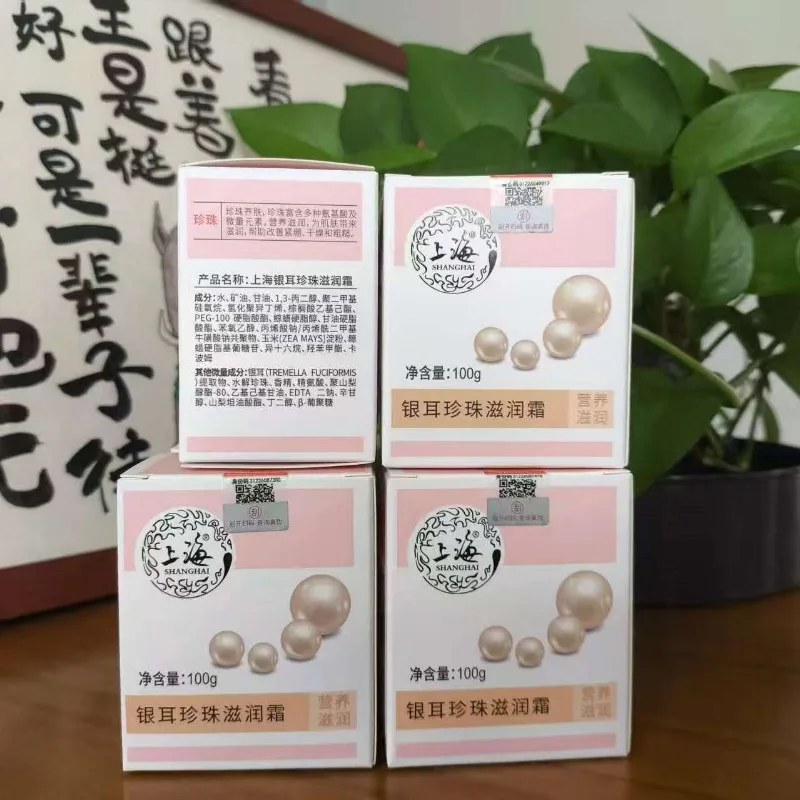 跟善
王是挺
好
可是一辈子
珍珠
珍珠养肤,珍珠富含多种氨基酸及
微量元素,营养滋润,为肌肤带来
滋润,帮助改善紧绷、干燥和粗糙。
产品名称:上海银耳珍珠滋润霜
成分:水、矿油、甘油、1,3-丙二醇、聚二甲基
硅氧烷、氢化聚异丁烯、棕榈酸乙基己酯、
PEG-100 硬脂酸酯、鲸蜡硬脂醇、甘油硬脂
酸酯、苯氧乙醇、丙烯酸钠/丙烯酰二甲基
牛磺酸钠共聚物、玉米(ZEA MAYS)淀粉、鲸
蜡硬脂基葡糖苷、异十六烷、羟苯甲酯、卡
波姆
其他微量成分:银耳(TREMELLA FUCIFORMIS
)提取物、水解珍珠、香精、精氨酸、聚山梨
醇酯-80、乙基己基甘油、EDTA 二钠、辛甘
醇、山梨坦油酸酯、丁二醇、β-葡聚糖
身份码 31226049917
上海®
SHANGHAI
净含量:100g
银耳珍珠滋润霜
营养
滋润
身份码 31226087380
上海®
SHANGHAI
净含量:100g
银耳珍珠滋润霜
营养
滋润
上海®
SHANGHAI
净含量:100g
银耳珍珠滋润霜
营养
滋润